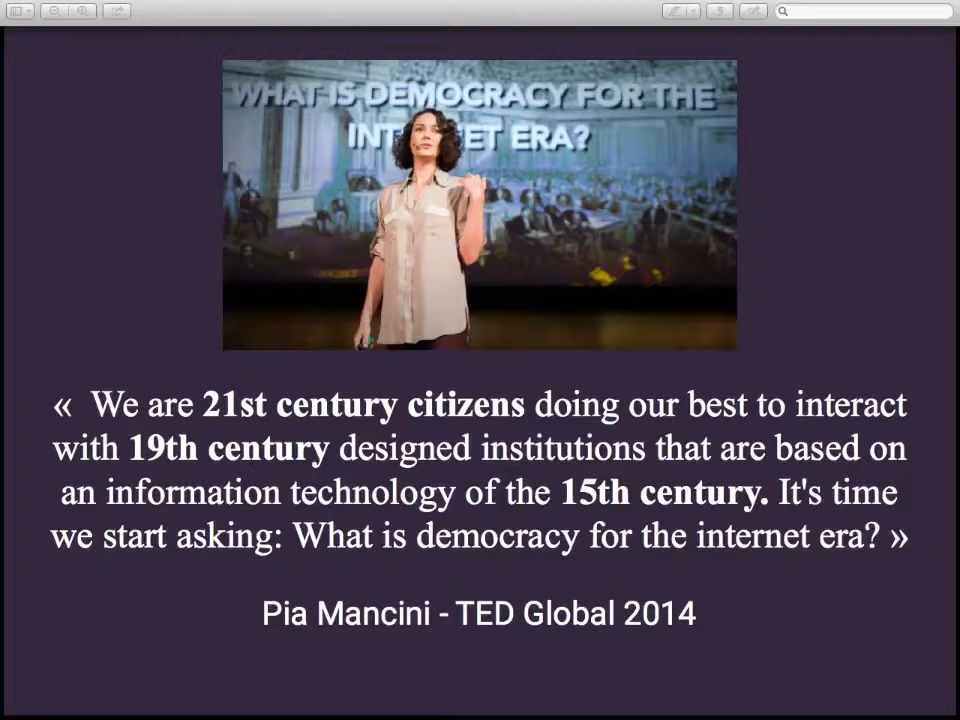 WHAT IS DEMOCRACY FOR THE
INTERNET ERA?
« We are 21st century citizens doing our best to interact
with 19th century designed institutions that are based on
an information technology of the 15th century. It's time
we start asking: What is democracy for the internet era? »
Pia Mancini - TED Global 2014